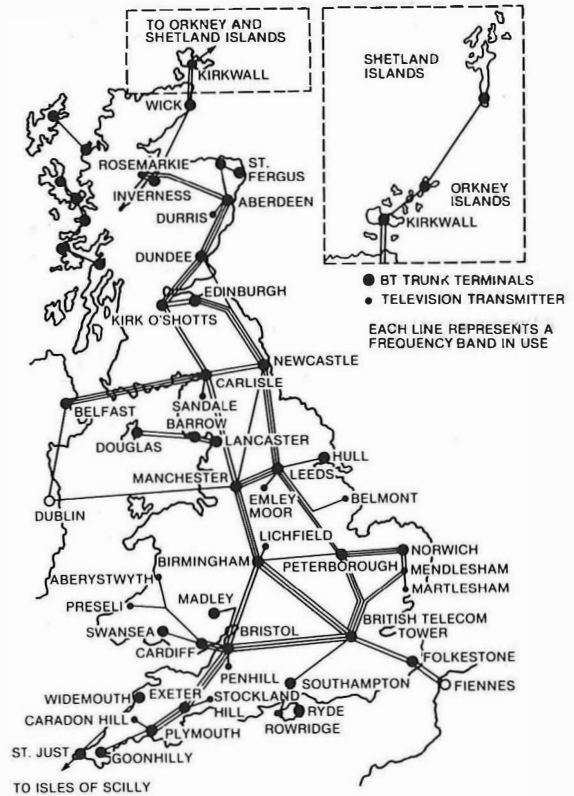 TO ORKNEY AND
SHETLAND ISLANDS
KIRKWALL
WICK
SHETLAND
ISLANDS
ORKNEY
ISLANDS
KIRKWALL
ROSEMARKIE
ST.
FERGUS
INVERNESS
ABERDEEN
DURRIS
DUNDEE
BT TRUNK TERMINALS
TELEVISION TRANSMITTER
EACH LINE REPRESENTS A
FREQUENCY BAND IN USE
EDINBURGH
KIRK O'SHOTTS
NEWCASTLE
CARLISLE
BELFAST
SANDALE
BARROW
DOUGLAS
LANCASTER
HULL
MANCHESTER
LEEDS
EMLEY
MOOR
BELMONT
DUBLIN
LICHFIELD
BIRMINGHAM
PETERBOROUGH
NORWICH
MENDLESHAM
MARTLESHAM
ABERYSTWYTH
PRESELI
MADLEY
SWANSEA
CARDIFF
BRISTOL
BRITISH TELECOM
TOWER
FOLKESTONE
PENHILL
SOUTHAMPTON
FIENNES
WIDEMOUTH
EXETER
STOCKLAND
HILL
RYDE
ROWRIDGE
CARADON HILL
PLYMOUTH
ST. JUST
GOONHILLY
TO ISLES OF SCILLY